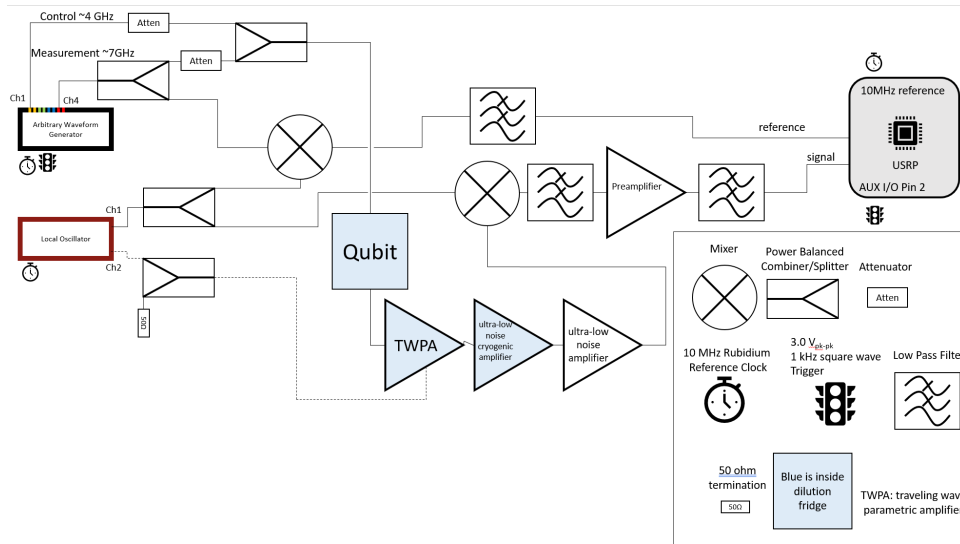 Control ~4 GHz
Atten
Measurement ~7GHz
Atten
Ch1
Ch4
Arbitrary Waveform
Generator
10MHz reference
reference
USRP
signal
AUX I/O Pin 2
Preamplifier
Ch1
Local Oscillator
Ch2
50Ω
Qubit
TWPA
ultra-low
noise
cryogenic
amplifier
ultra-low
noise
amplifier
Mixer
Power Balanced
Combiner/Splitter
Attenuator
Atten
10 MHz Rubidium
Reference Clock
3.0 Vpk-pk
1 kHz square wave
Trigger
Low Pass Filte
50 ohm
termination
50Ω
Blue is inside
dilution
fridge
TWPA: traveling wav
parametric amplifier